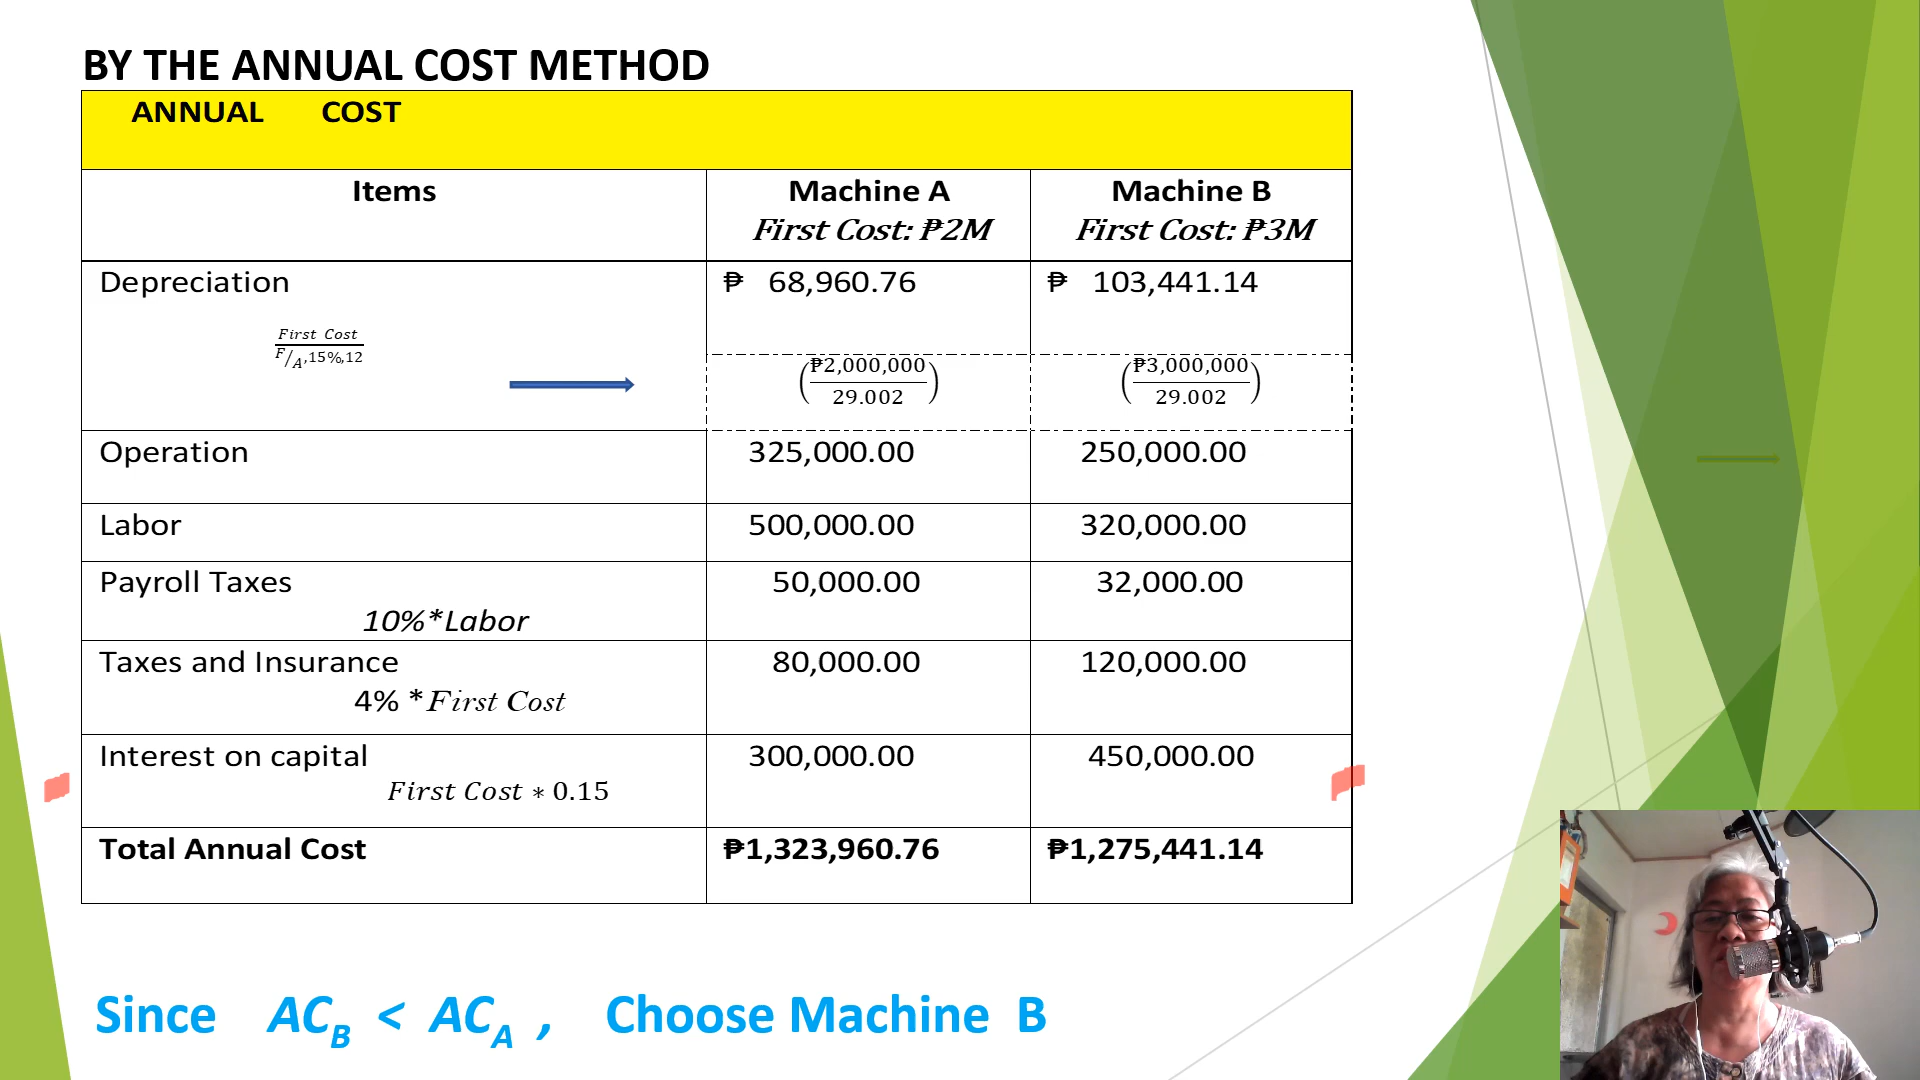 BY THE ANNUAL COST METHOD
ANNUAL COST
Items Machine A Machine B
First Cost: ₱2M First Cost: ₱3M
Depreciation ₱ 68,960.76 ₱ 103,441.14
First Cost
F/A,15%,12
(₱2,000,000/29.002) (₱3,000,000/29.002)
Operation 325,000.00 250,000.00
Labor 500,000.00 320,000.00
Payroll Taxes 50,000.00 32,000.00
10%*Labor
Taxes and Insurance 80,000.00 120,000.00
4% *First Cost
Interest on capital 300,000.00 450,000.00
First Cost ∗ 0.15
Total Annual Cost ₱1,323,960.76 ₱1,275,441.14
Since AC_B < AC_A , Choose Machine B